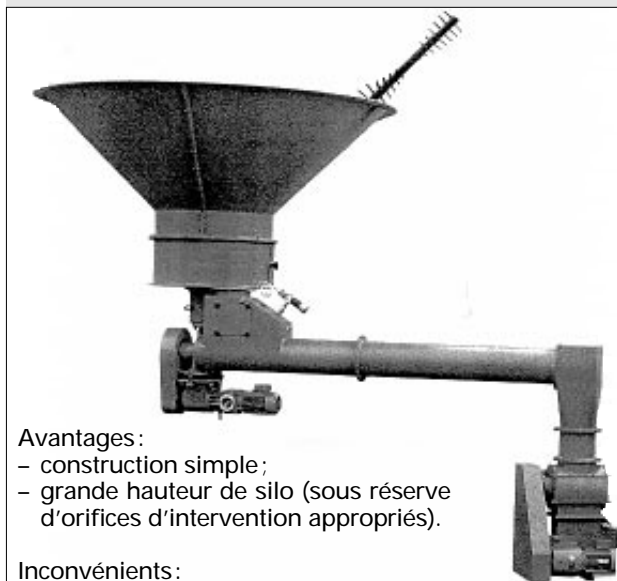 Avantages :
– construction simple ;
– grande hauteur de silo (sous réserve
d'orifices d'intervention appropriés).
Inconvénients :